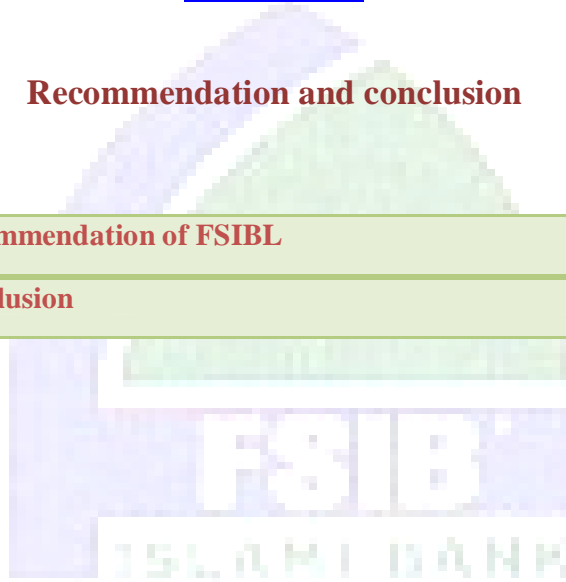 Recommendation and conclusion
mmendation of FSIBL
lusion
FSIB
ISLAMI BANK